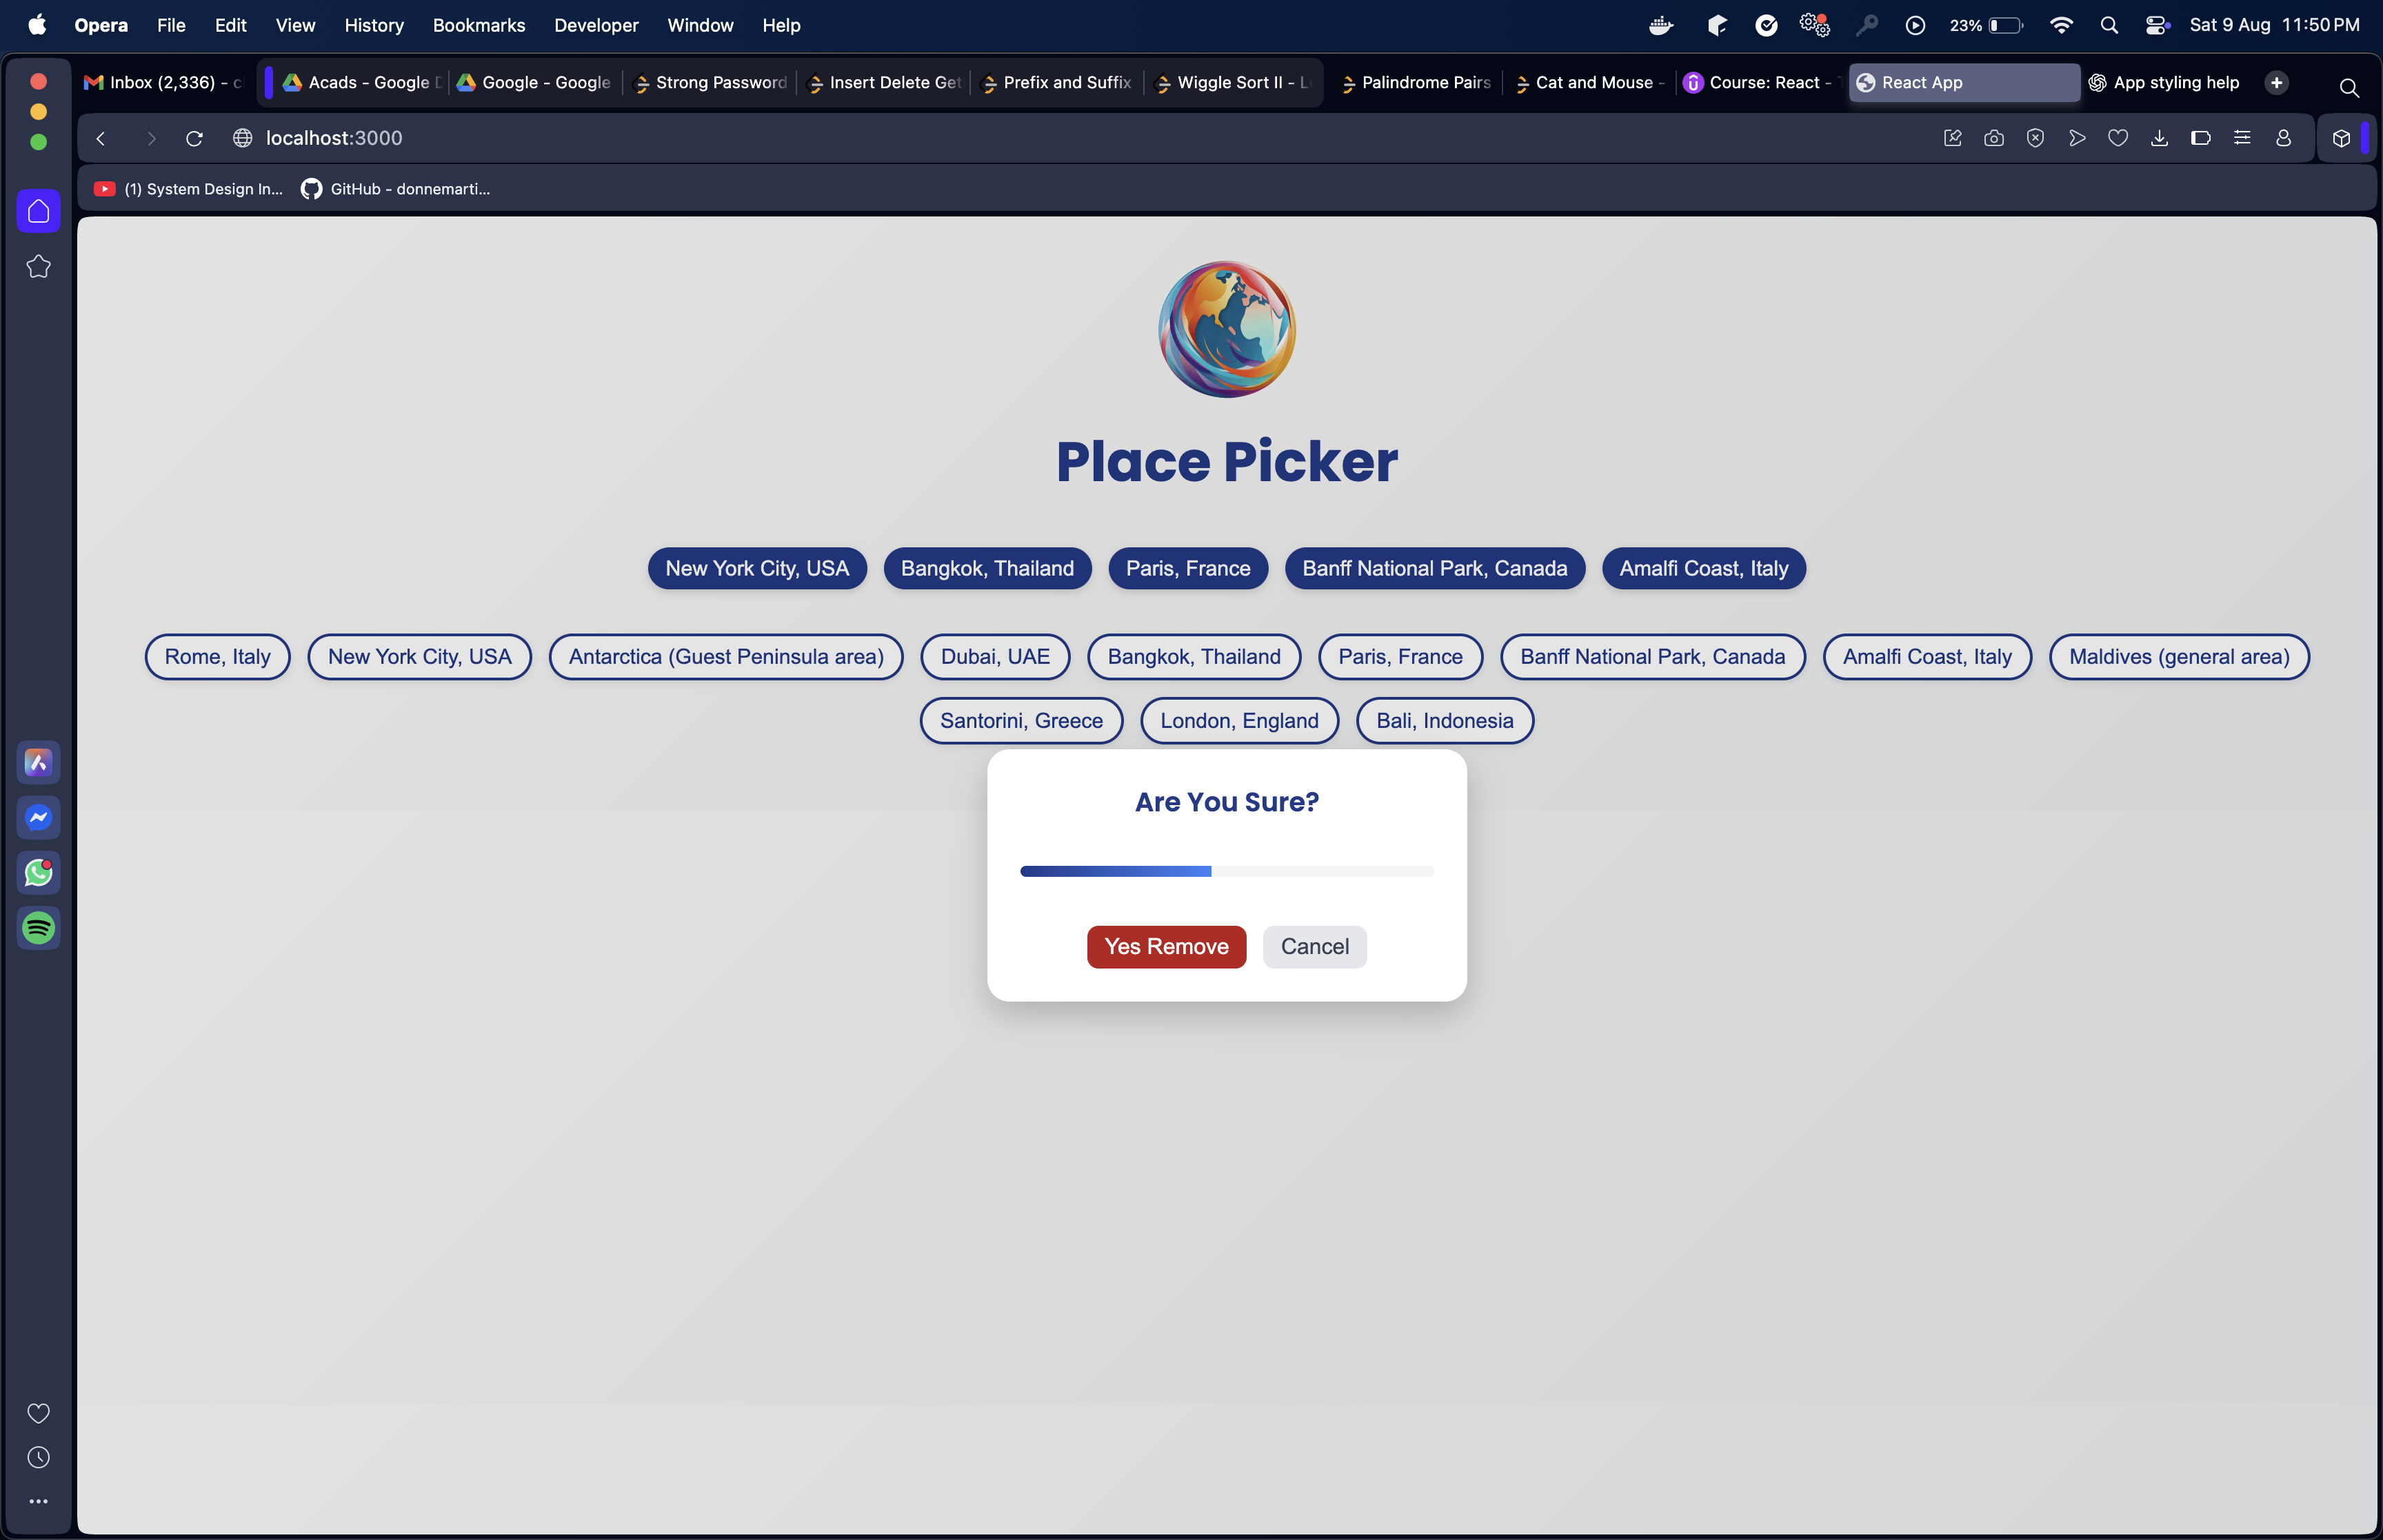 Opera File Edit View History Bookmarks Developer Window Help 23% Sat 9 Aug 11:50 PM
Inbox (2,336) - Acads - Google Google - Google Strong Password Insert Delete Get Prefix and Suffix Wiggle Sort II - Palindrome Pairs Cat and Mouse - Course: React - React App App styling help
localhost:3000
(1) System Design In... GitHub - donnemarti...
Place Picker
New York City, USA Bangkok, Thailand Paris, France Banff National Park, Canada Amalfi Coast, Italy
Rome, Italy New York City, USA Antarctica (Guest Peninsula area) Dubai, UAE Bangkok, Thailand Paris, France Banff National Park, Canada Amalfi Coast, Italy Maldives (general area)
Santorini, Greece London, England Bali, Indonesia
Are You Sure?
Yes Remove Cancel